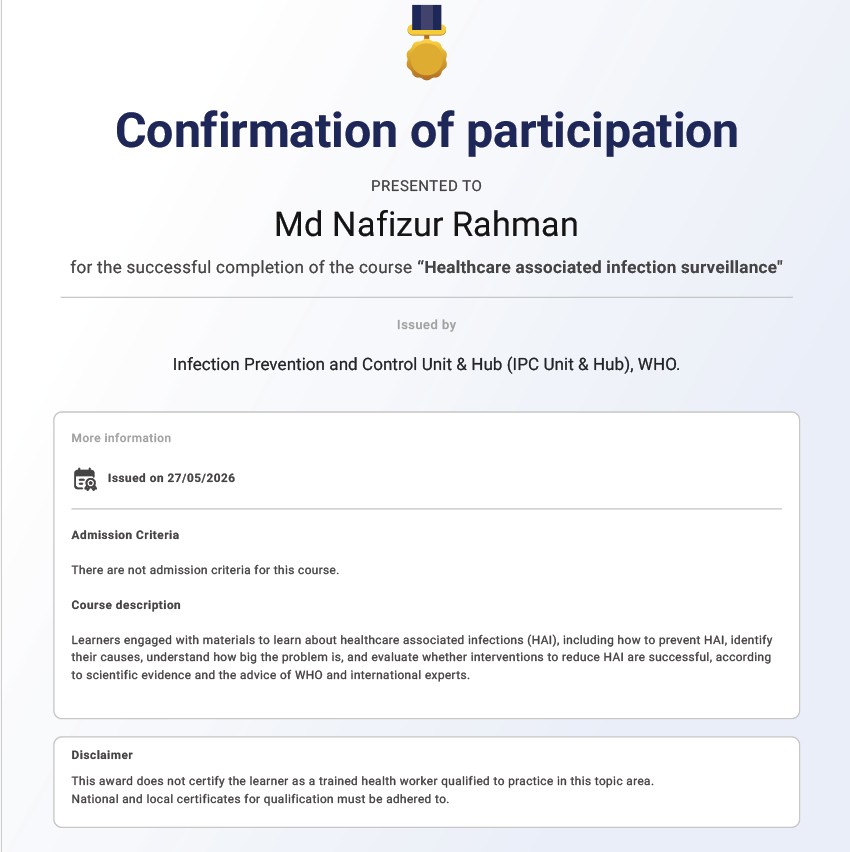 Confirmation of participation
PRESENTED TO
Md Nafizur Rahman
for the successful completion of the course “Healthcare associated infection surveillance"
Issued by
Infection Prevention and Control Unit & Hub (IPC Unit & Hub), WHO.
More information
Issued on 27/05/2026
Admission Criteria
There are not admission criteria for this course.
Course description
Learners engaged with materials to learn about healthcare associated infections (HAI), including how to prevent HAI, identify
their causes, understand how big the problem is, and evaluate whether interventions to reduce HAI are successful, according
to scientific evidence and the advice of WHO and international experts.
Disclaimer
This award does not certify the learner as a trained health worker qualified to practice in this topic area.
National and local certificates for qualification must be adhered to.